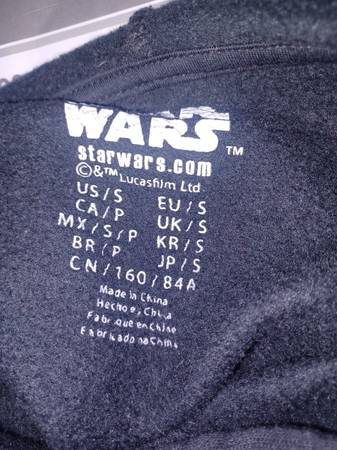 WARS TM
starwars.com
©&TM Lucasfilm Ltd.
US/S EU/S
CA/P UK/S
MX/S/P KR/S
BR/P JP/S
CN/160/84A
Made in China
Hecho e, China
Fabriqué en Chine
Fabricado na China